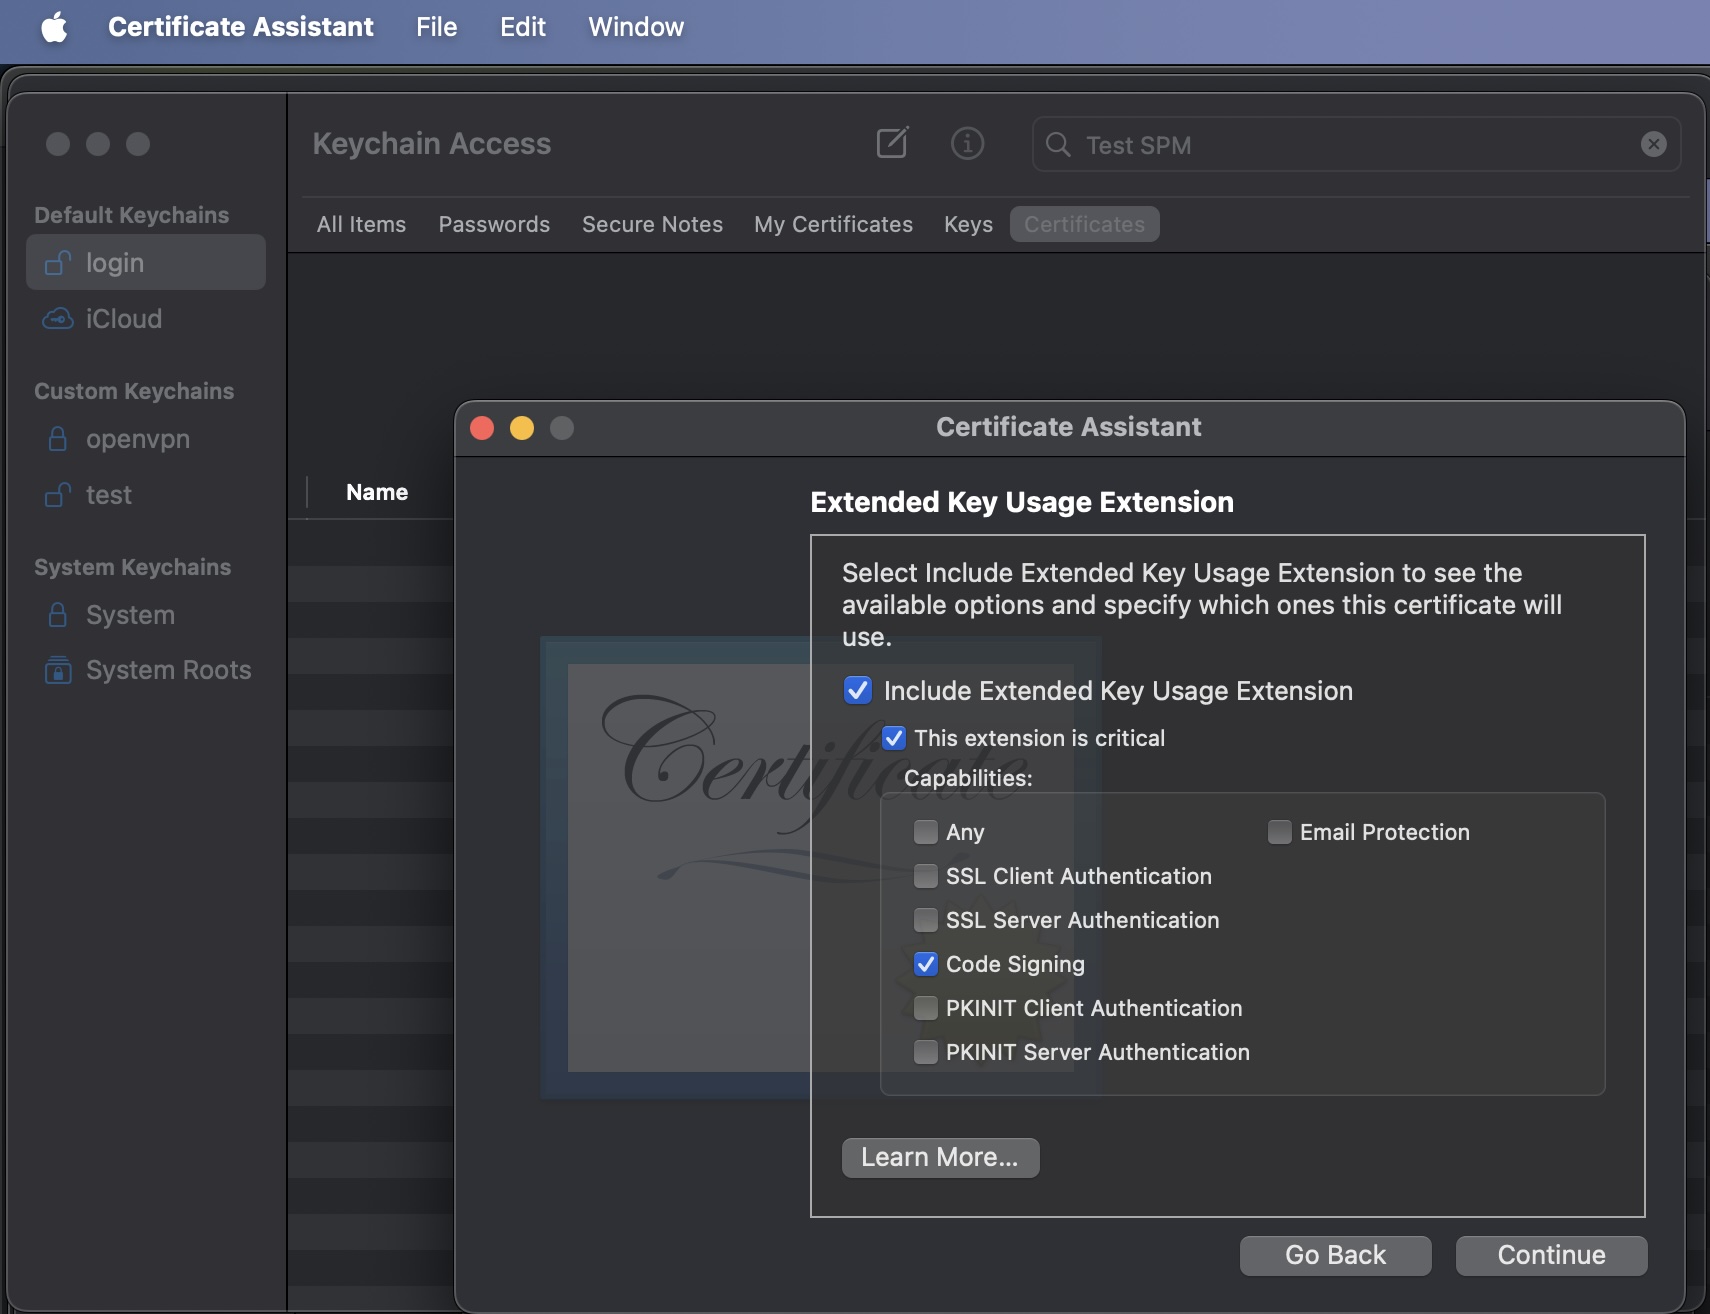 Certificate Assistant File Edit Window
Keychain Access
Test SPM
Default Keychains
login
iCloud
Custom Keychains
openvpn
test
System Keychains
System
System Roots
All Items Passwords Secure Notes My Certificates Keys Certificates
Name
Certificate Assistant
Extended Key Usage Extension
Select Include Extended Key Usage Extension to see the
available options and specify which ones this certificate will
use.
Include Extended Key Usage Extension
This extension is critical
Capabilities:
Any
Email Protection
SSL Client Authentication
SSL Server Authentication
Code Signing
PKINIT Client Authentication
PKINIT Server Authentication
Certificate
Learn More...
Go Back
Continue